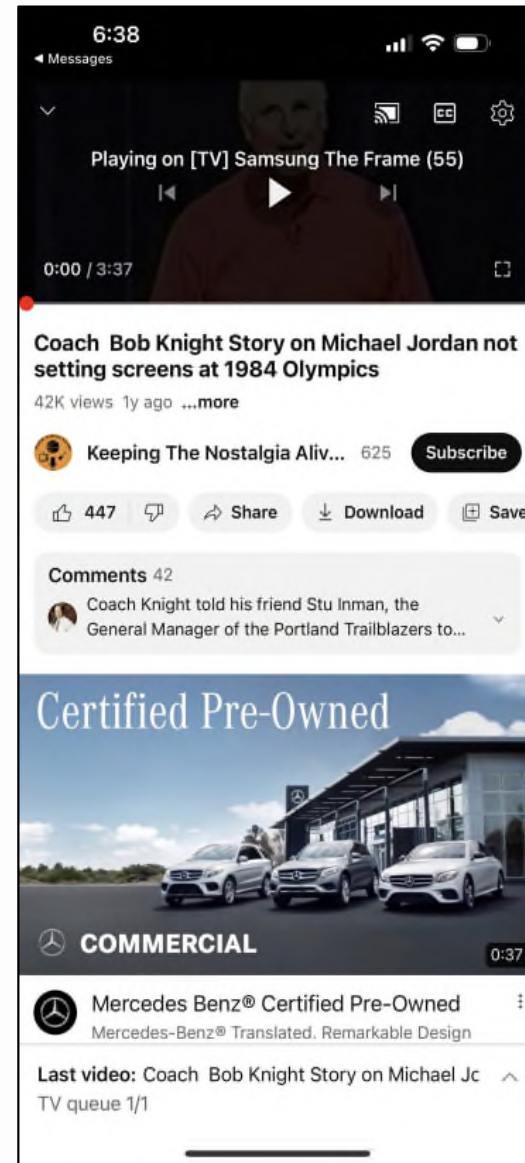 6:38
Messages
CC
Playing on [TV] Samsung The Frame (55)
0:00 / 3:37
Coach Bob Knight Story on Michael Jordan not
setting screens at 1984 Olympics
42K views 1y ago ...more
Keeping The Nostalgia Aliv... 625 Subscribe
447 Share Download Save
Comments 42
Coach Knight told his friend Stu Inman, the
General Manager of the Portland Trailblazers to...
Certified Pre-Owned
COMMERCIAL
0:37
Mercedes Benz® Certified Pre-Owned
Mercedes-Benz® Translated. Remarkable Design
Last video: Coach Bob Knight Story on Michael Jc
TV queue 1/1